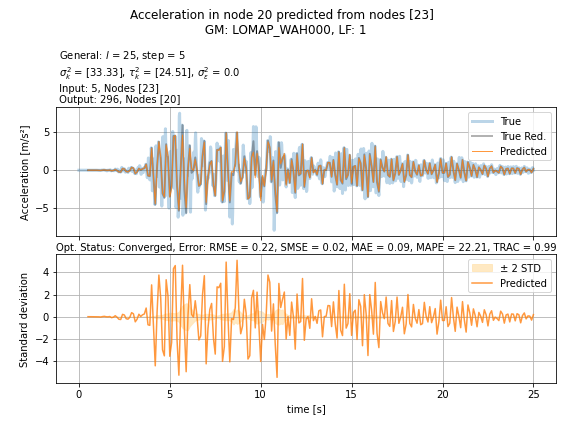 Acceleration in node 20 predicted from nodes [23]
GM: LOMAP_WAH000, LF: 1
General: l = 25, step = 5
σ²ₖ = [33.33], τ²ₖ = [24.51], σ²ε = 0.0
Input: 5, Nodes [23]
Output: 296, Nodes [20]
Acceleration [m/s²]
5
0
−5
True
True Red.
Predicted
Opt. Status: Converged, Error: RMSE = 0.22, SMSE = 0.02, MAE = 0.09, MAPE = 22.21, TRAC = 0.99
Standard deviation
4
2
0
−2
−4
± 2 STD
Predicted
0 5 10 15 20 25
time [s]